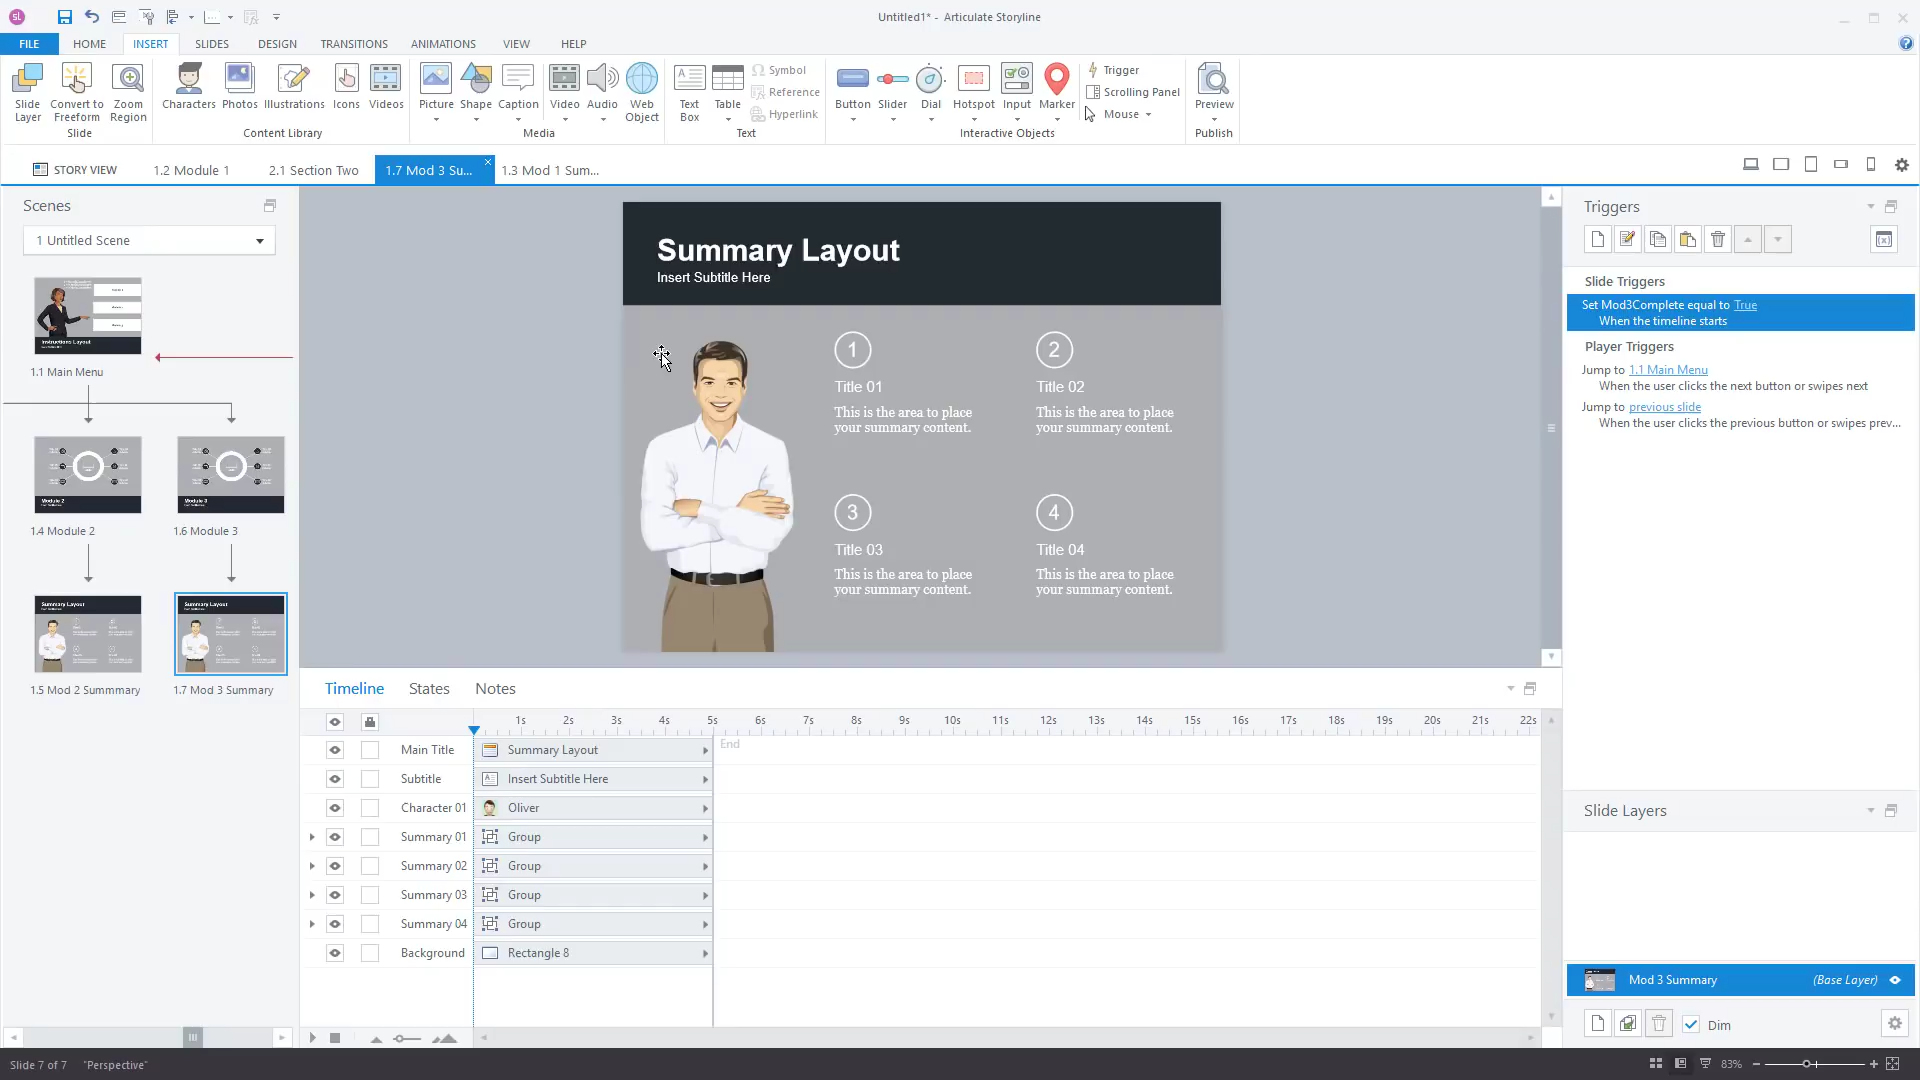 sl
Untitled1* - Articulate Storyline
FILE HOME INSERT SLIDES DESIGN TRANSITIONS ANIMATIONS VIEW HELP
Slide Layer
Convert to Freeform
Zoom Region
Slide
Characters
Photos
Illustrations
Icons
Videos
Content Library
Picture
Shape
Caption
Video
Audio
Web Object
Media
Text Box
Table
Symbol
Reference
Hyperlink
Text
Button
Slider
Dial
Hotspot
Input
Marker
Trigger
Scrolling Panel
Mouse
Interactive Objects
Preview
Publish
STORY VIEW
1.2 Module 1
2.1 Section Two
1.7 Mod 3 Su...
1.3 Mod 1 Sum...
Scenes
1 Untitled Scene
Instructions Layout
1.1 Main Menu
Module 2
1.4 Module 2
Module 3
1.6 Module 3
Summary Layout
1.5 Mod 2 Summmary
Summary Layout
1.7 Mod 3 Summary
Summary Layout
Insert Subtitle Here
1
Title 01
This is the area to place
your summary content.
2
Title 02
This is the area to place
your summary content.
3
Title 03
This is the area to place
your summary content.
4
Title 04
This is the area to place
your summary content.
Timeline States Notes
1s 2s 3s 4s 5s 6s 7s 8s 9s 10s 11s 12s 13s 14s 15s 16s 17s 18s 19s 20s 21s 22s
Main Title Summary Layout End
Subtitle Insert Subtitle Here
Character 01 Oliver
Summary 01 Group
Summary 02 Group
Summary 03 Group
Summary 04 Group
Background Rectangle 8
Triggers
Slide Triggers
Set Mod3Complete equal to True
When the timeline starts
Player Triggers
Jump to 1.1 Main Menu
When the user clicks the next button or swipes next
Jump to previous slide
When the user clicks the previous button or swipes prev...
Slide Layers
Mod 3 Summary (Base Layer)
Dim
Slide 7 of 7 "Perspective"
83%